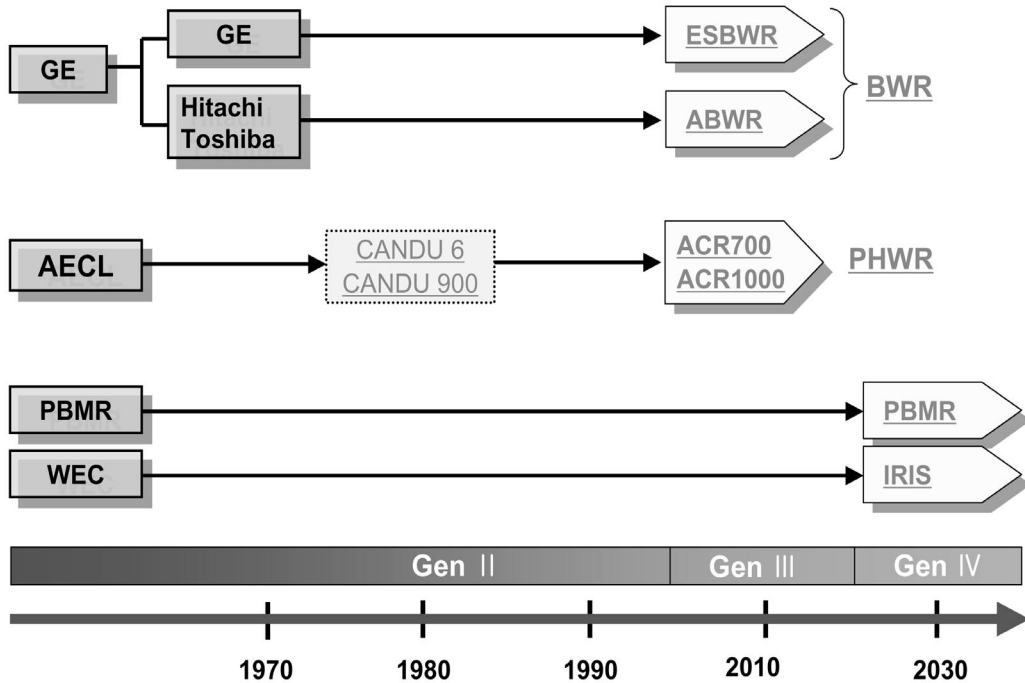 GE
GE
ESBWR
Hitachi
Toshiba
ABWR
BWR
AECL
CANDU 6
CANDU 900
ACR700
ACR1000
PHWR
PBMR
PBMR
WEC
IRIS
Gen II
Gen III
Gen IV
1970
1980
1990
2010
2030